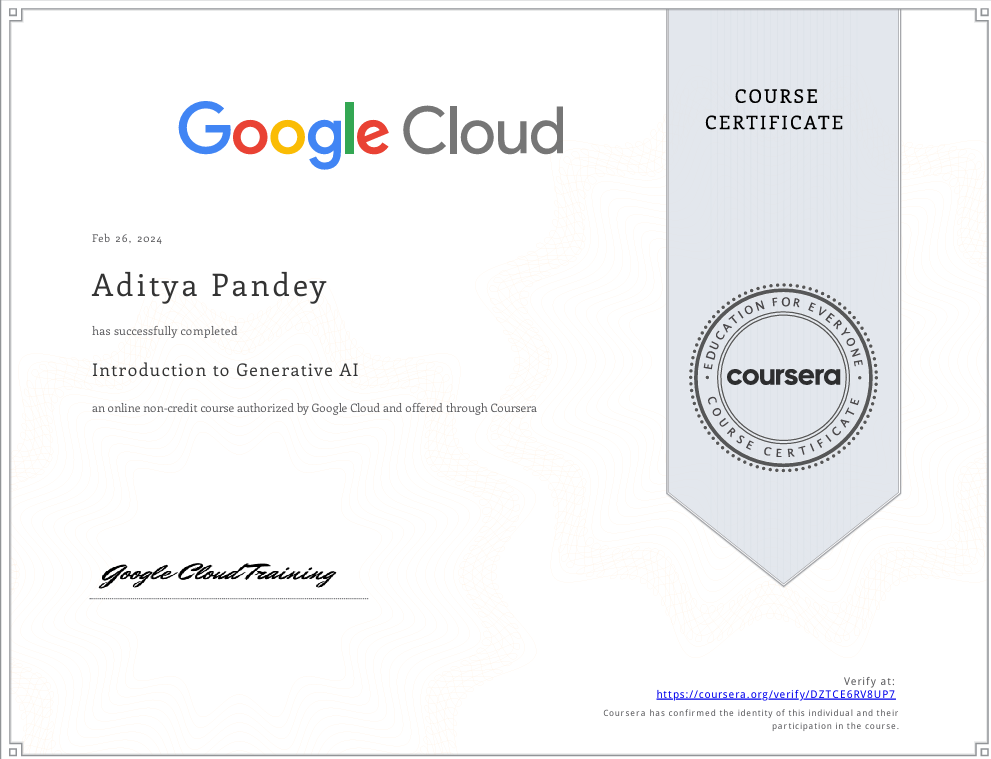 Google Cloud
COURSE
CERTIFICATE
Feb 26, 2024
Aditya Pandey
has successfully completed
Introduction to Generative AI
an online non-credit course authorized by Google Cloud and offered through Coursera
EDUCATION FOR EVERYONE
coursera
COURSE CERTIFICATE
Google Cloud Training
Verify at:
https://coursera.org/verify/DZTCE6RV8UP7
Coursera has confirmed the identity of this individual and their
participation in the course.